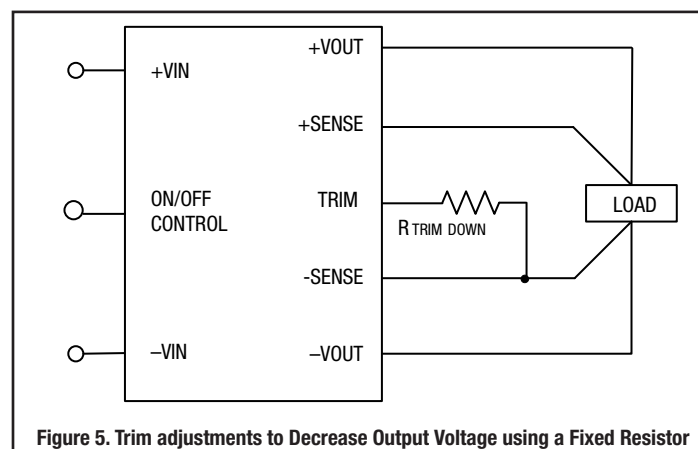 +VOUT
+VIN
+SENSE
ON/OFF
CONTROL
TRIM
R TRIM DOWN
LOAD
-SENSE
–VIN
–VOUT
Figure 5. Trim adjustments to Decrease Output Voltage using a Fixed Resistor